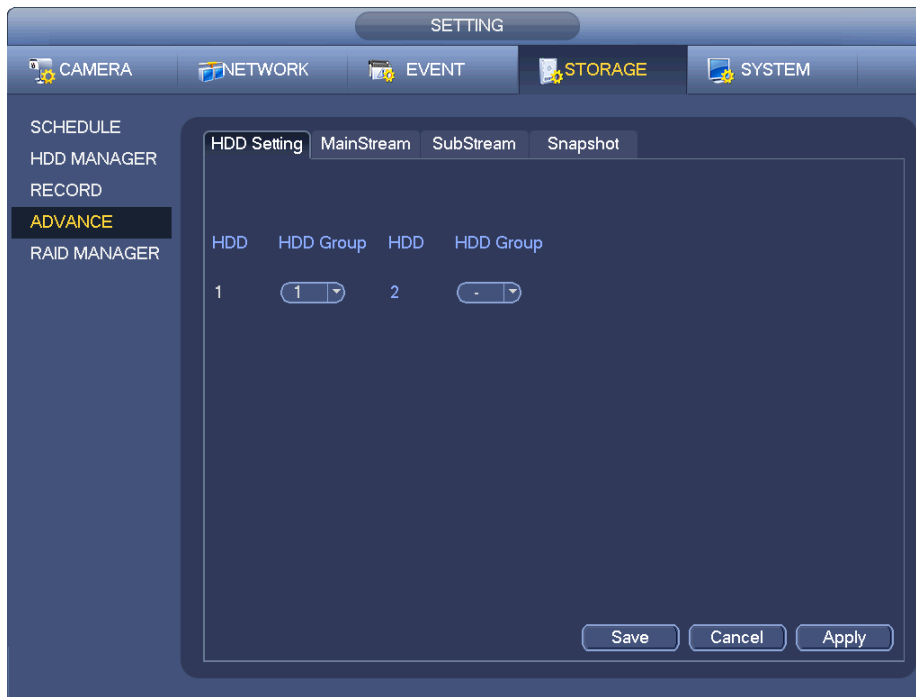 SETTING
CAMERA NETWORK EVENT STORAGE SYSTEM
SCHEDULE
HDD MANAGER
RECORD
ADVANCE
RAID MANAGER
HDD Setting MainStream SubStream Snapshot
HDD HDD Group HDD HDD Group
1 1 2 -
Save Cancel Apply